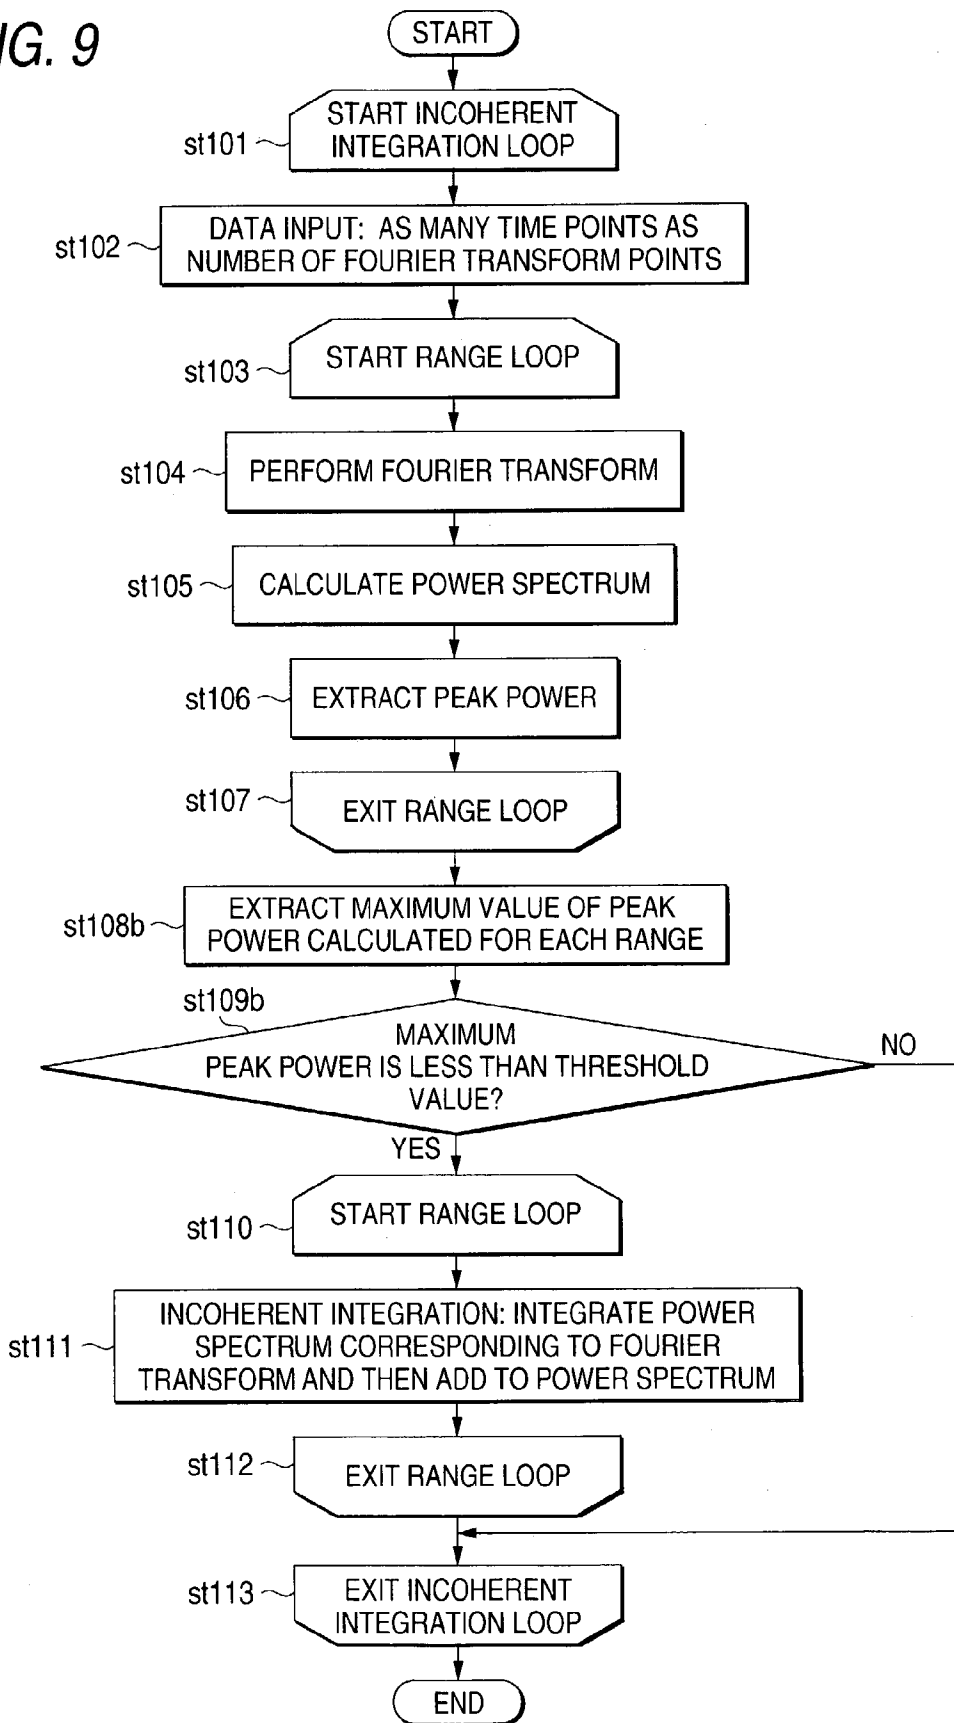 IG. 9
START
st101
START INCOHERENT
INTEGRATION LOOP
st102
DATA INPUT: AS MANY TIME POINTS AS
NUMBER OF FOURIER TRANSFORM POINTS
st103
START RANGE LOOP
st104
PERFORM FOURIER TRANSFORM
st105
CALCULATE POWER SPECTRUM
st106
EXTRACT PEAK POWER
st107
EXIT RANGE LOOP
st108b
EXTRACT MAXIMUM VALUE OF PEAK
POWER CALCULATED FOR EACH RANGE
st109b
MAXIMUM
PEAK POWER IS LESS THAN THRESHOLD
VALUE?
NO
YES
st110
START RANGE LOOP
st111
INCOHERENT INTEGRATION: INTEGRATE POWER
SPECTRUM CORRESPONDING TO FOURIER
TRANSFORM AND THEN ADD TO POWER SPECTRUM
st112
EXIT RANGE LOOP
st113
EXIT INCOHERENT
INTEGRATION LOOP
END